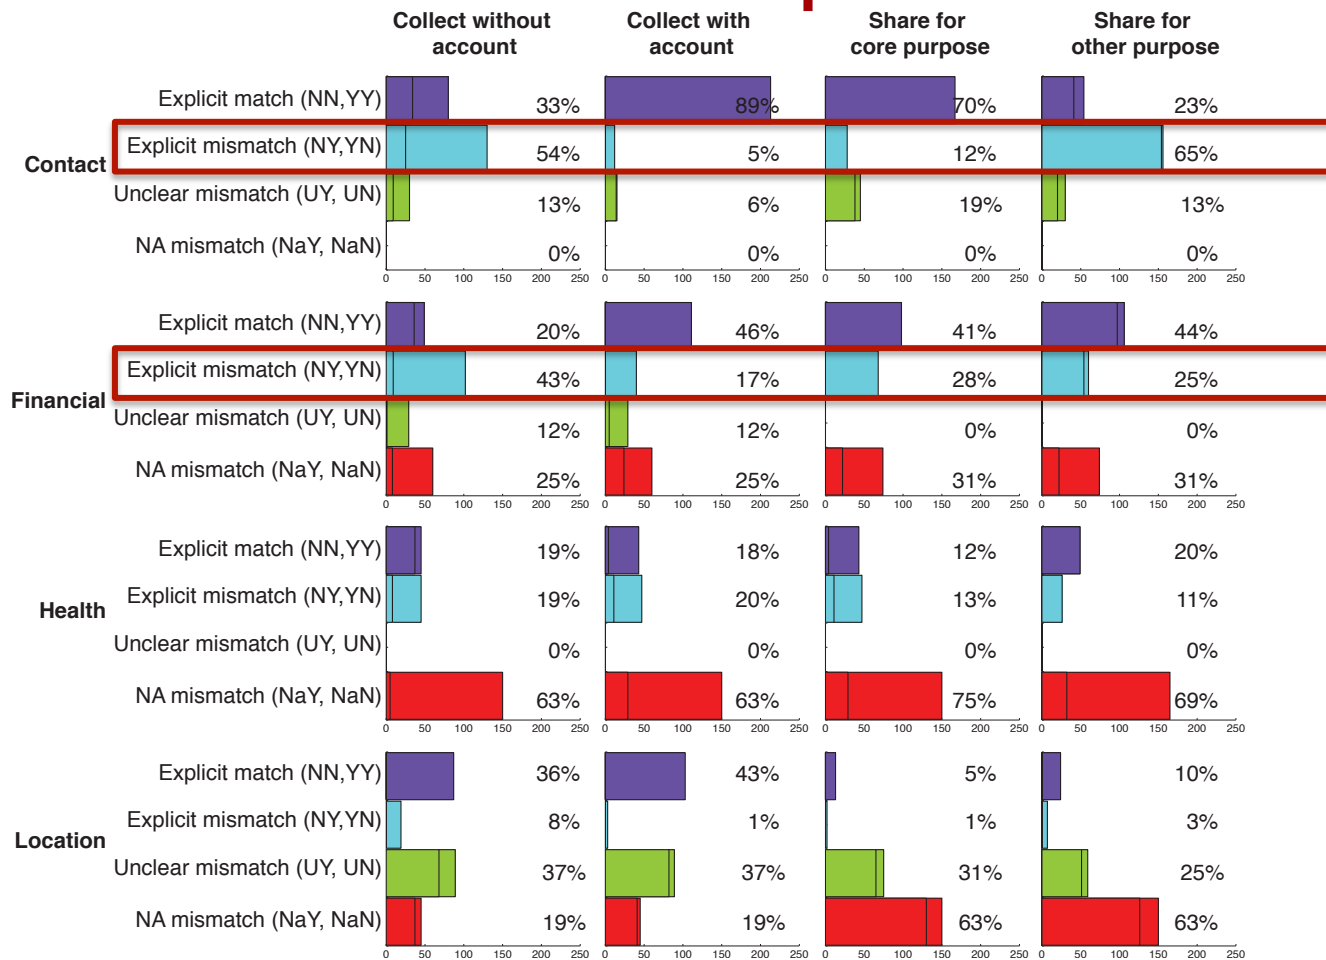 Collect without account
Collect with account
Share for core purpose
Share for other purpose
Contact
Explicit match (NN,YY) 33% 89% 70% 23%
Explicit mismatch (NY,YN) 54% 5% 12% 65%
Unclear mismatch (UY, UN) 13% 6% 19% 13%
NA mismatch (NaY, NaN) 0% 0% 0% 0%
0 50 100 150 200 250 0 50 100 150 200 250 0 50 100 150 200 250 0 50 100 150 200 250
Financial
Explicit match (NN,YY) 20% 46% 41% 44%
Explicit mismatch (NY,YN) 43% 17% 28% 25%
Unclear mismatch (UY, UN) 12% 12% 0% 0%
NA mismatch (NaY, NaN) 25% 25% 31% 31%
0 50 100 150 200 250 0 50 100 150 200 250 0 50 100 150 200 250 0 50 100 150 200 250
Health
Explicit match (NN,YY) 19% 18% 12% 20%
Explicit mismatch (NY,YN) 19% 20% 13% 11%
Unclear mismatch (UY, UN) 0% 0% 0% 0%
NA mismatch (NaY, NaN) 63% 63% 75% 69%
0 50 100 150 200 250 0 50 100 150 200 250 0 50 100 150 200 250 0 50 100 150 200 250
Location
Explicit match (NN,YY) 36% 43% 5% 10%
Explicit mismatch (NY,YN) 8% 1% 1% 3%
Unclear mismatch (UY, UN) 37% 37% 31% 25%
NA mismatch (NaY, NaN) 19% 19% 63% 63%
0 50 100 150 200 250 0 50 100 150 200 250 0 50 100 150 200 250 0 50 100 150 200 250